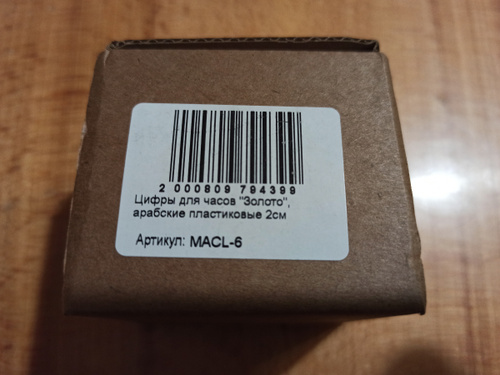 2 000809 794399
Цифры для часов "Золото",
арабские пластиковые 2см
Артикул: MACL-6